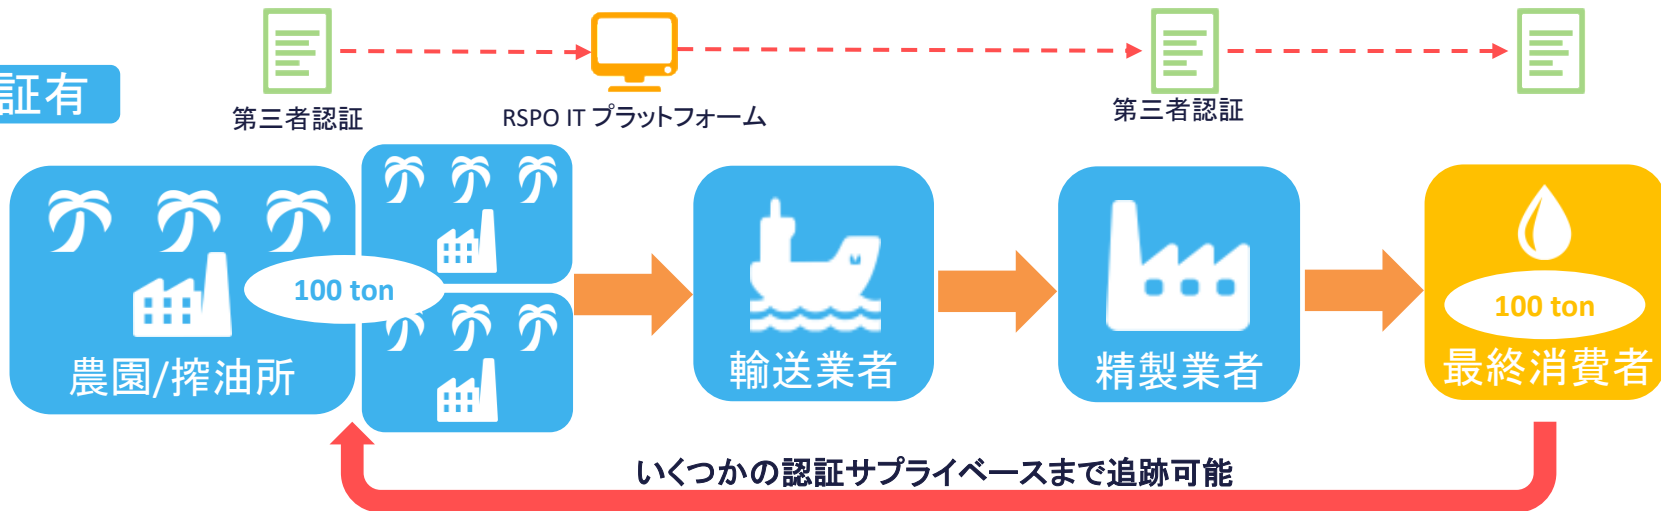 証有
第三者認証
RSPO IT プラットフォーム
第三者認証
100 ton
農園/搾油所
輸送業者
精製業者
100 ton
最終消費者
いくつかの認証サプライベースまで追跡可能